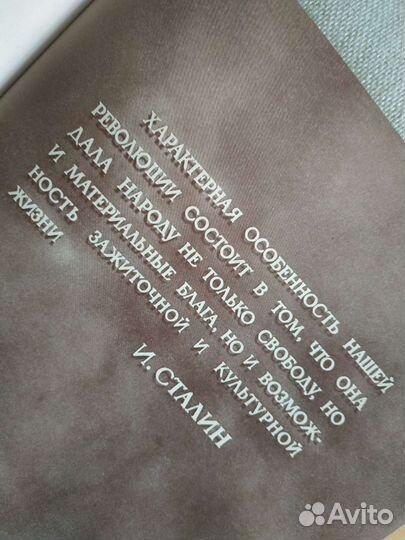 ХАРАКТЕРНАЯ ОСОБЕННОСТЬ НАШЕЙ
РЕВОЛЮЦИИ СОСТОИТ В ТОМ, ЧТО ОНА
ДАЛА НАРОДУ НЕ ТОЛЬКО СВОБОДУ, НО
И МАТЕРИАЛЬНЫЕ БЛАГА, НО И ВОЗМОЖ-
НОСТЬ ЗАЖИТОЧНОЙ И КУЛЬТУРНОЙ
ЖИЗНИ
И. СТАЛИН
Avito